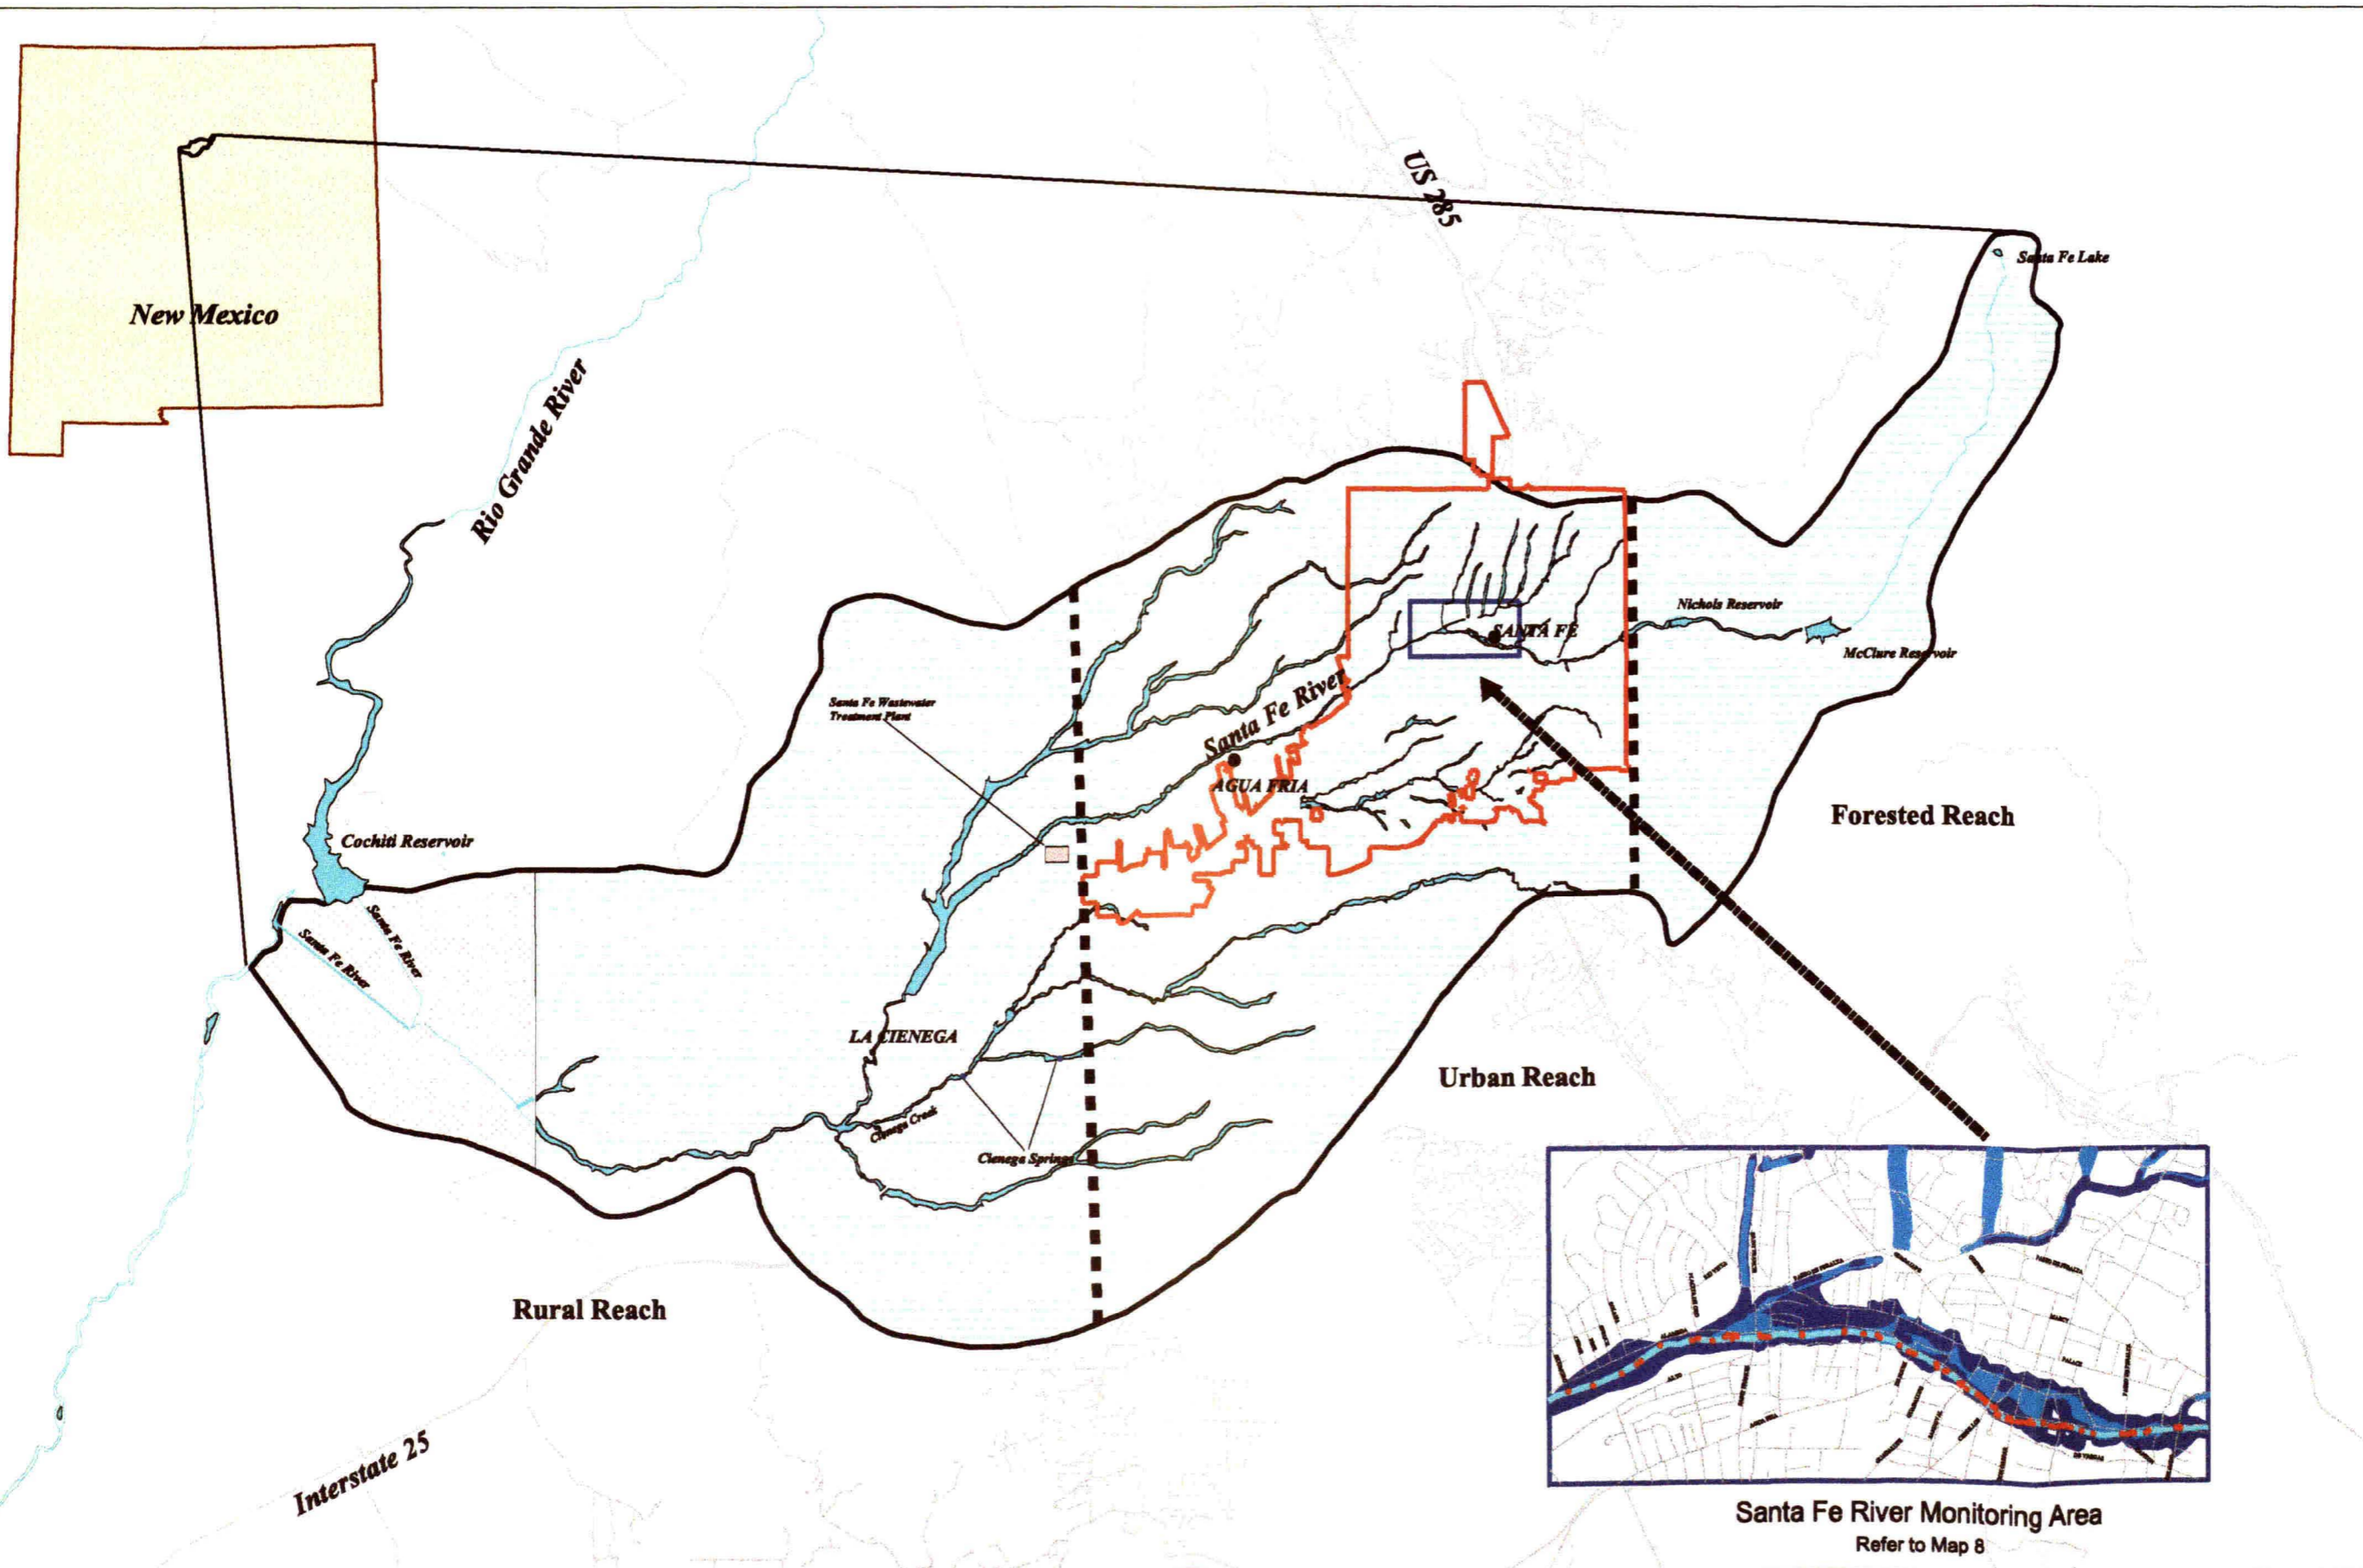 New Mexico
US 285
Santa Fe Lake
Rio Grande River
Nichols Reservoir
SANTA FE
McClure Reservoir
Santa Fe Wastewater
Treatment Plant
Santa Fe River
AGUA FRIA
Forested Reach
Cochiti Reservoir
Santa Fe River
Santa Fe River
LA CIENEGA
Urban Reach
Cienega Creek
Cienega Springs
Rural Reach
Interstate 25
ALAMEDA
PALACE
Santa Fe River Monitoring Area
Refer to Map 8